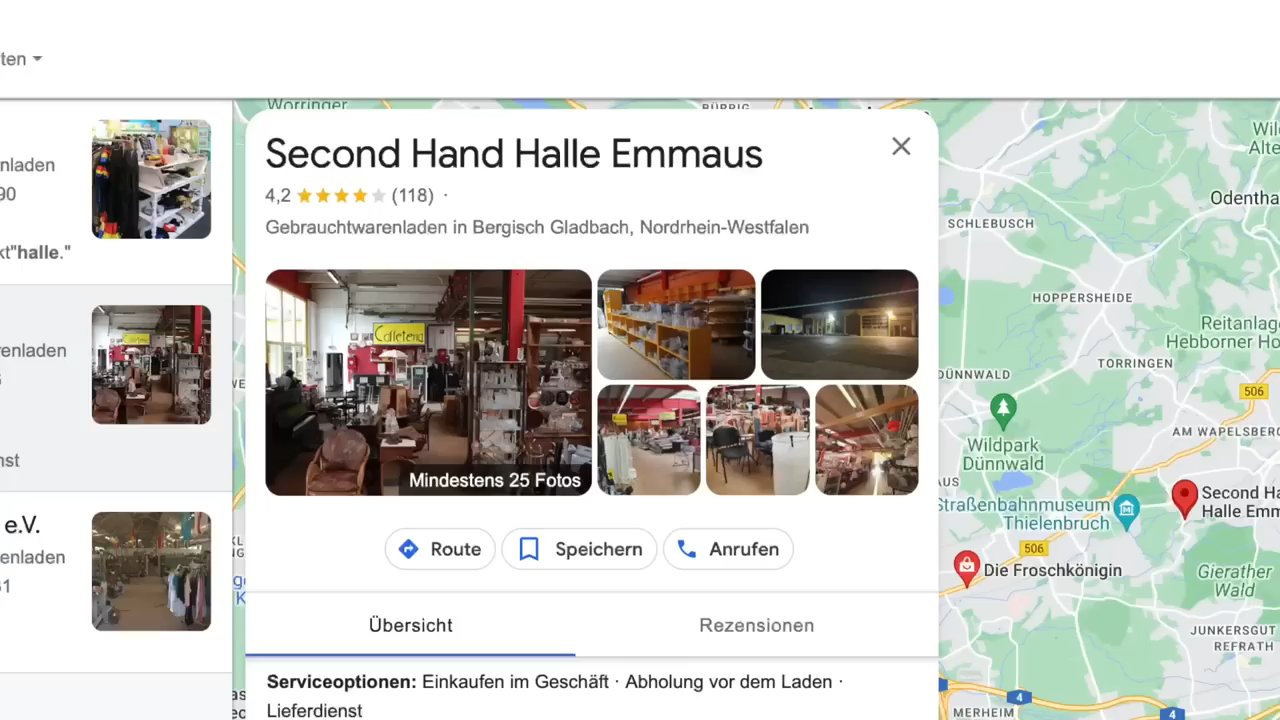 ten
nladen
90
kt"halle."
enladen
nst
e.V.
enladen
31
Worringer
Second Hand Halle Emmaus
4,2 (118) ·
Gebrauchtwarenladen in Bergisch Gladbach, Nordrhein-Westfalen
Cafeteria
Mindestens 25 Fotos
Route
Speichern
Anrufen
Übersicht
Rezensionen
Serviceoptionen: Einkaufen im Geschäft · Abholung vor dem Laden ·
Lieferdienst
BÜRRIG
SCHLEBUSCH
Odentha
HOPPERSHEIDE
Reitanlag
Hebborner Ho
TORRINGEN
DÜNNWALD
506
Wildpark
Dünnwald
AM WAPELSBERG
Straßenbahnmuseum
Thielenbruch
Second Ha
Halle Emm
506
Die Froschkönigin
Gierather
Wald
JUNKERSGUT
REFRATH
4
MERHEIM
4